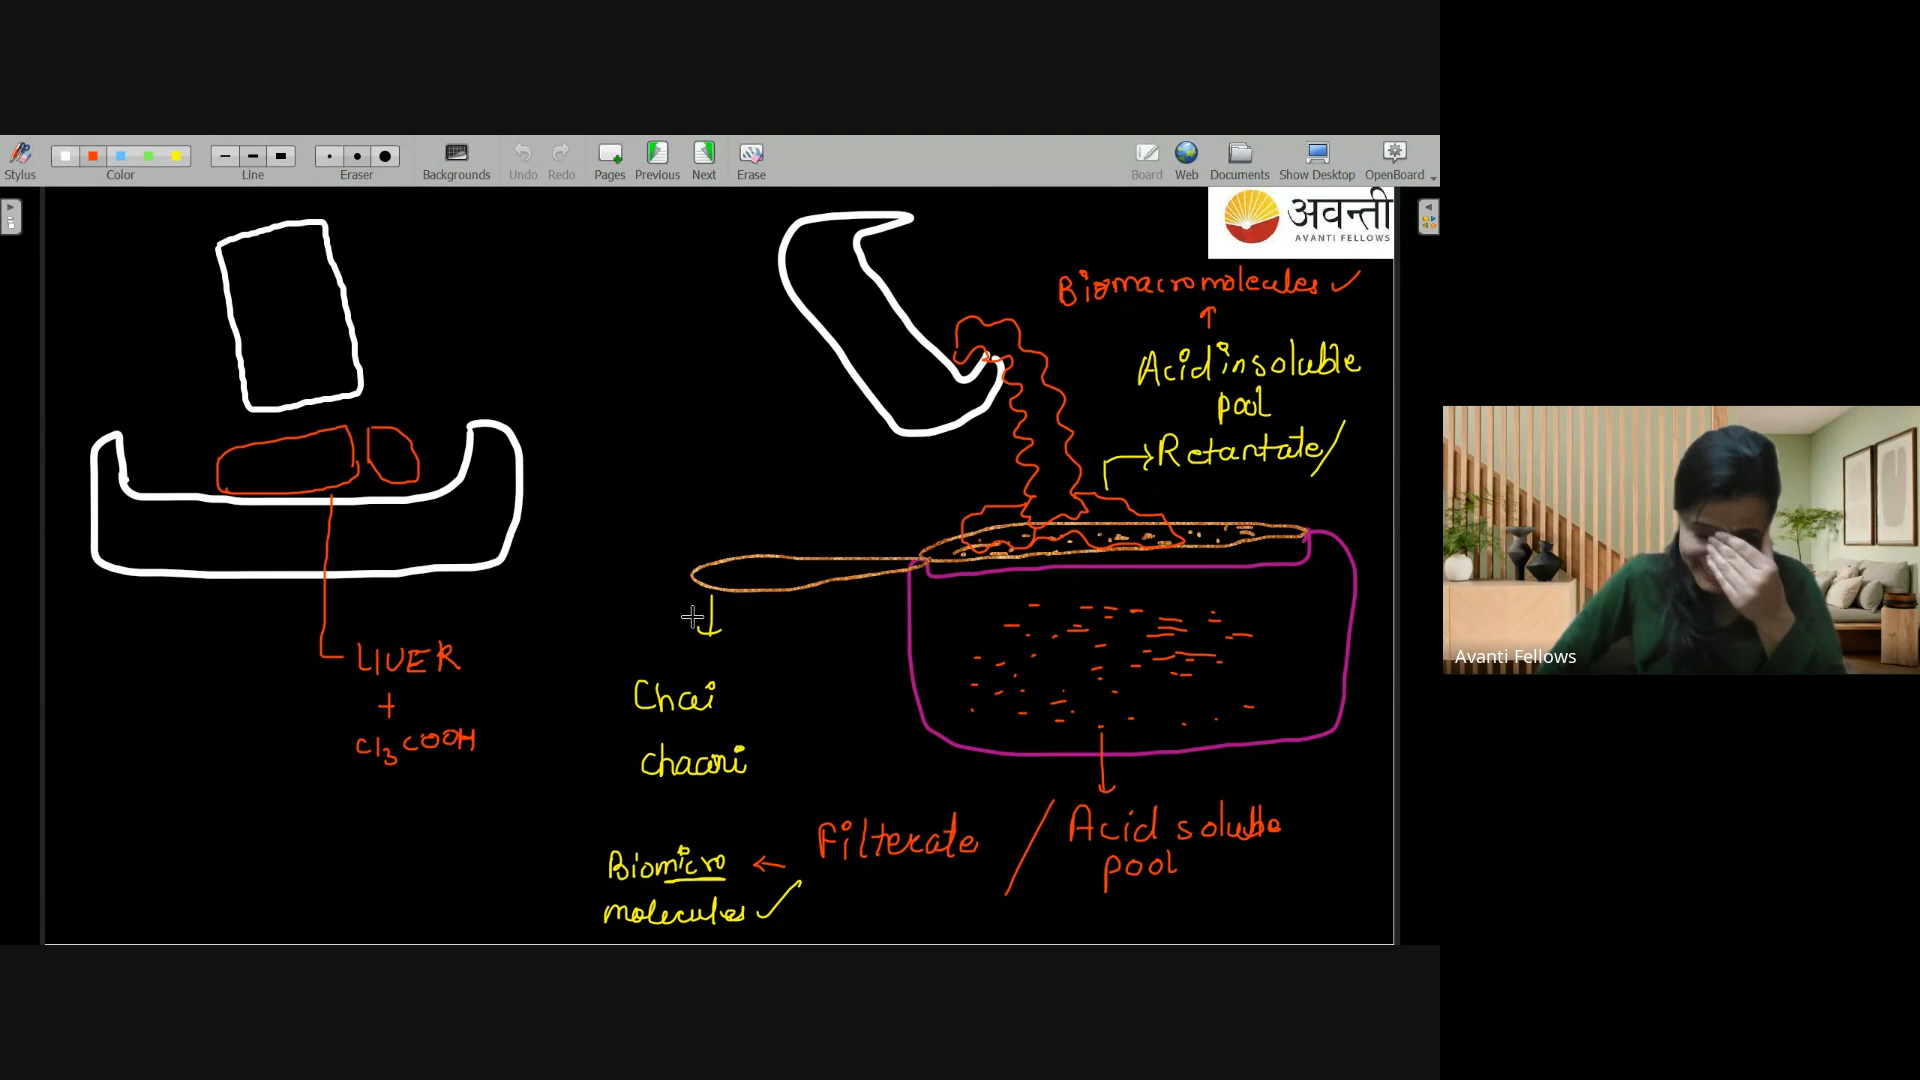 Stylus
Color
Line
Eraser
Backgrounds
Undo
Redo
Pages
Previous
Next
Erase
Board
Web
Documents
Show Desktop
OpenBoard
अवन्ती
AVANTI FELLOWS
Biomacromolecules ✓
↑
Acid insoluble
pool
→ Retantate/
LIVER
+
Cl3COOH
Chai
Biomicro ← Filterate / Acid soluble
molecules ✓ pool
Avanti Fellows